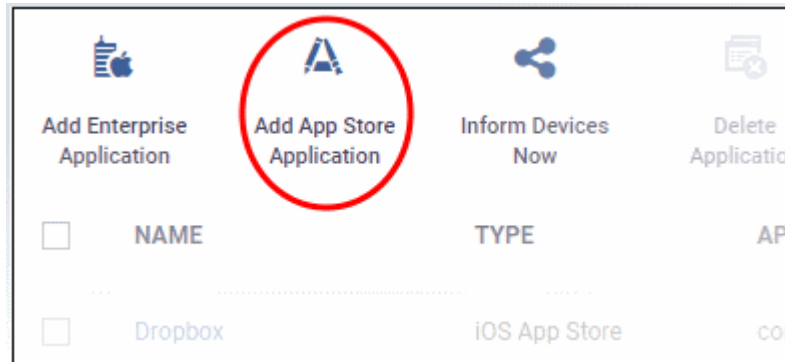 Add Enterprise Application
Add App Store Application
Inform Devices Now
Delete
NAME TYPE
Dropbox iOS App Store